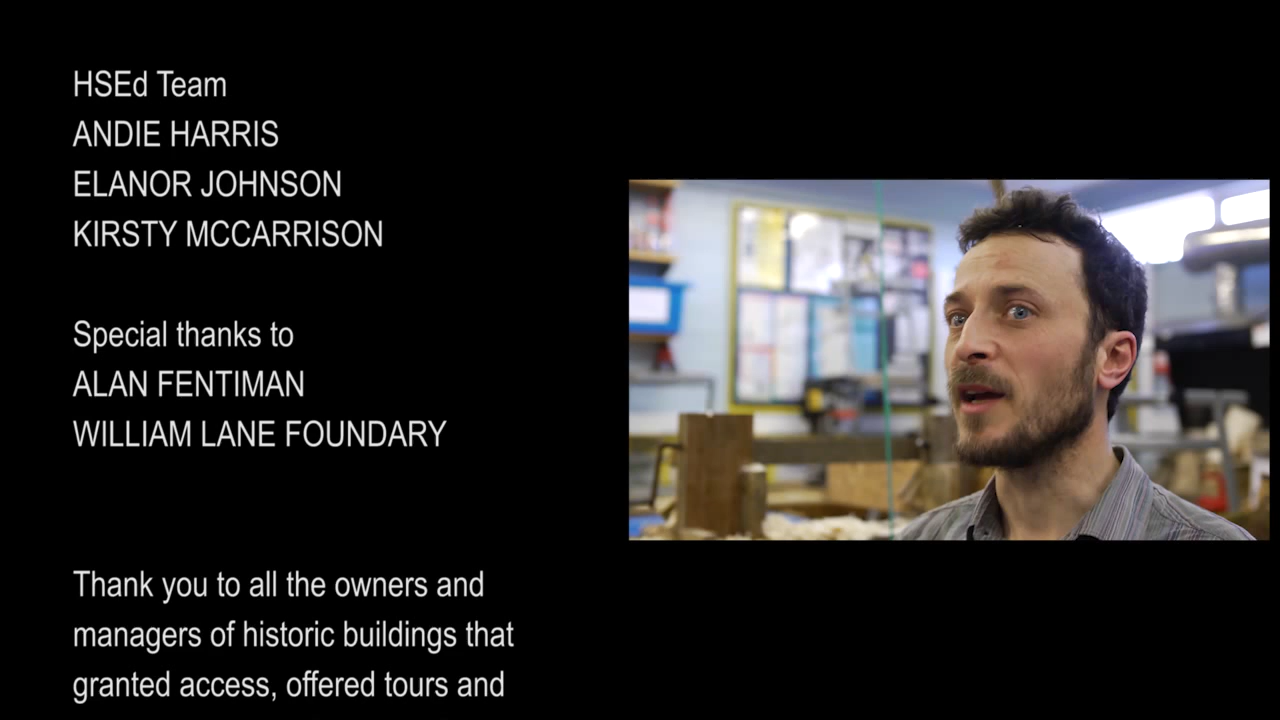 HSEd Team
ANDIE HARRIS
ELANOR JOHNSON
KIRSTY MCCARRISON
Special thanks to
ALAN FENTIMAN
WILLIAM LANE FOUNDARY
Thank you to all the owners and
managers of historic buildings that
granted access, offered tours and